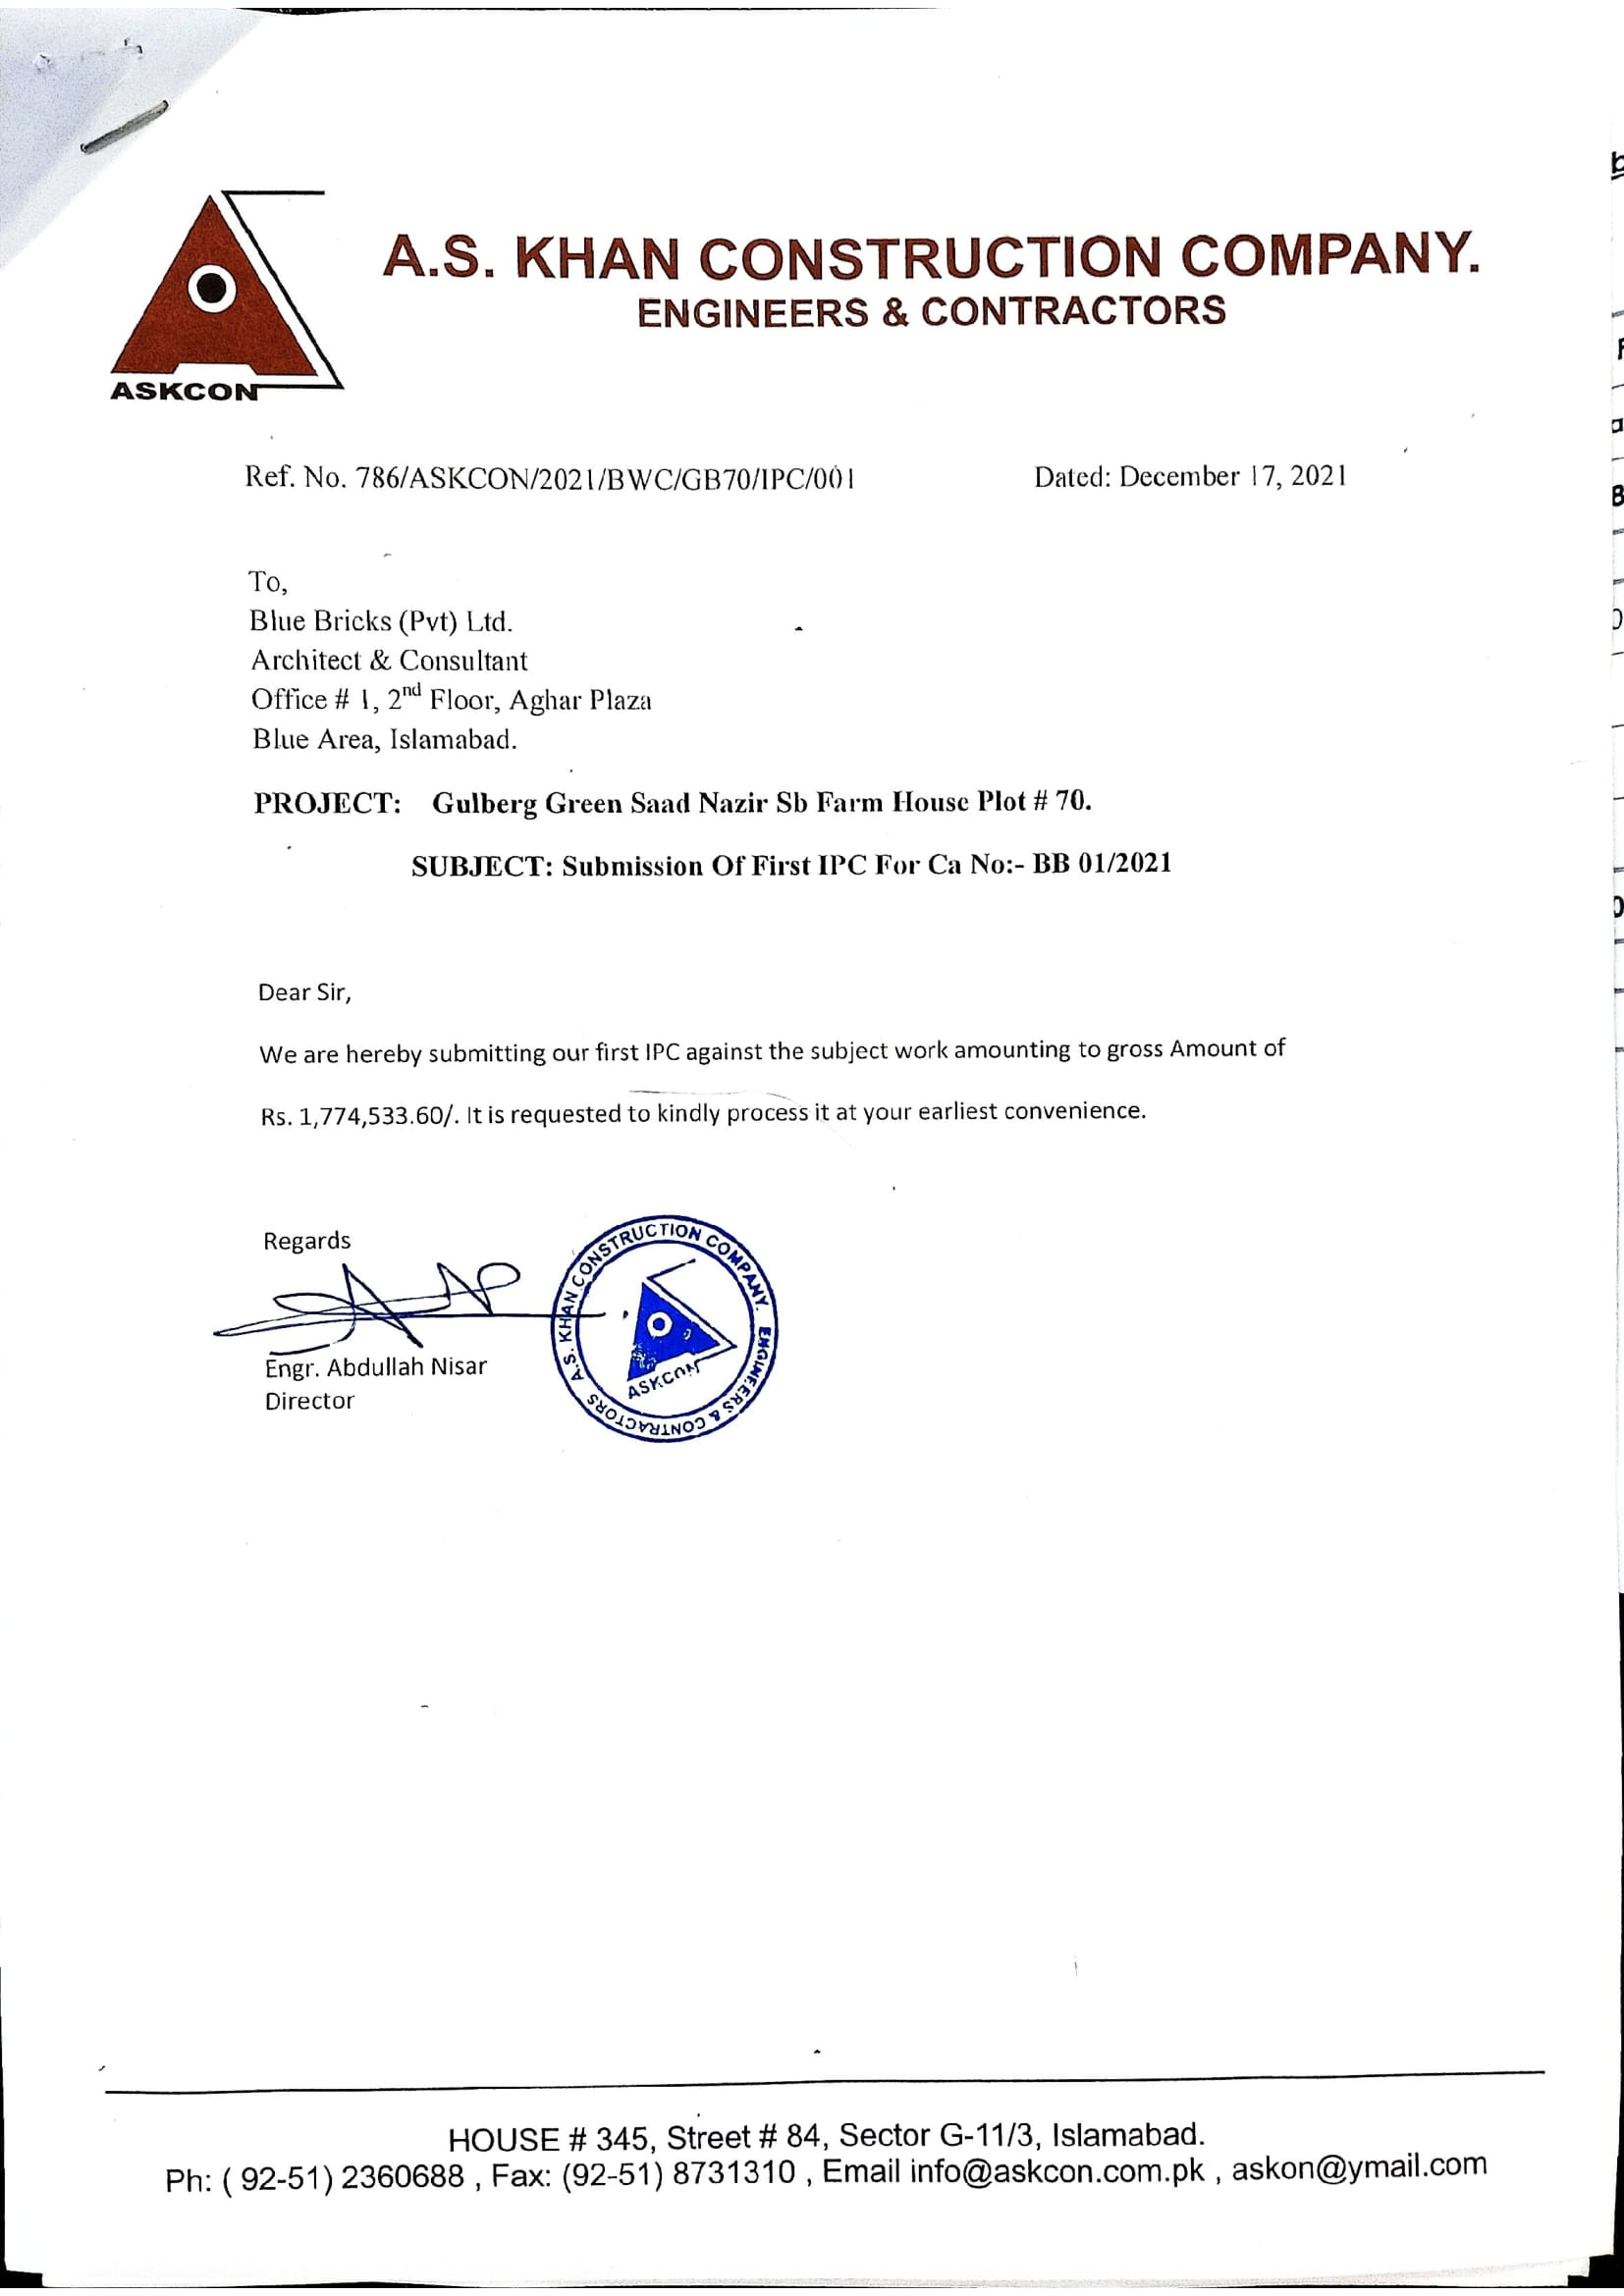 A.S. KHAN CONSTRUCTION COMPANY.
ENGINEERS & CONTRACTORS
ASKCON
Ref. No. 786/ASKCON/2021/BWC/GB70/IPC/001 Dated: December 17, 2021
To,
Blue Bricks (Pvt) Ltd.
Architect & Consultant
Office # 1, 2nd Floor, Aghar Plaza
Blue Area, Islamabad.
PROJECT: Gulberg Green Saad Nazir Sb Farm House Plot # 70.
SUBJECT: Submission Of First IPC For Ca No:- BB 01/2021
Dear Sir,
We are hereby submitting our first IPC against the subject work amounting to gross Amount of
Rs. 1,774,533.60/. It is requested to kindly process it at your earliest convenience.
Regards
Engr. Abdullah Nisar
Director
A.S. KHAN CONSTRUCTION COMPANY. ENGINEERS & CONTRACTORS
ASKCON
HOUSE # 345, Street # 84, Sector G-11/3, Islamabad.
Ph: ( 92-51) 2360688 , Fax: (92-51) 8731310 , Email info@askcon.com.pk , askon@ymail.com